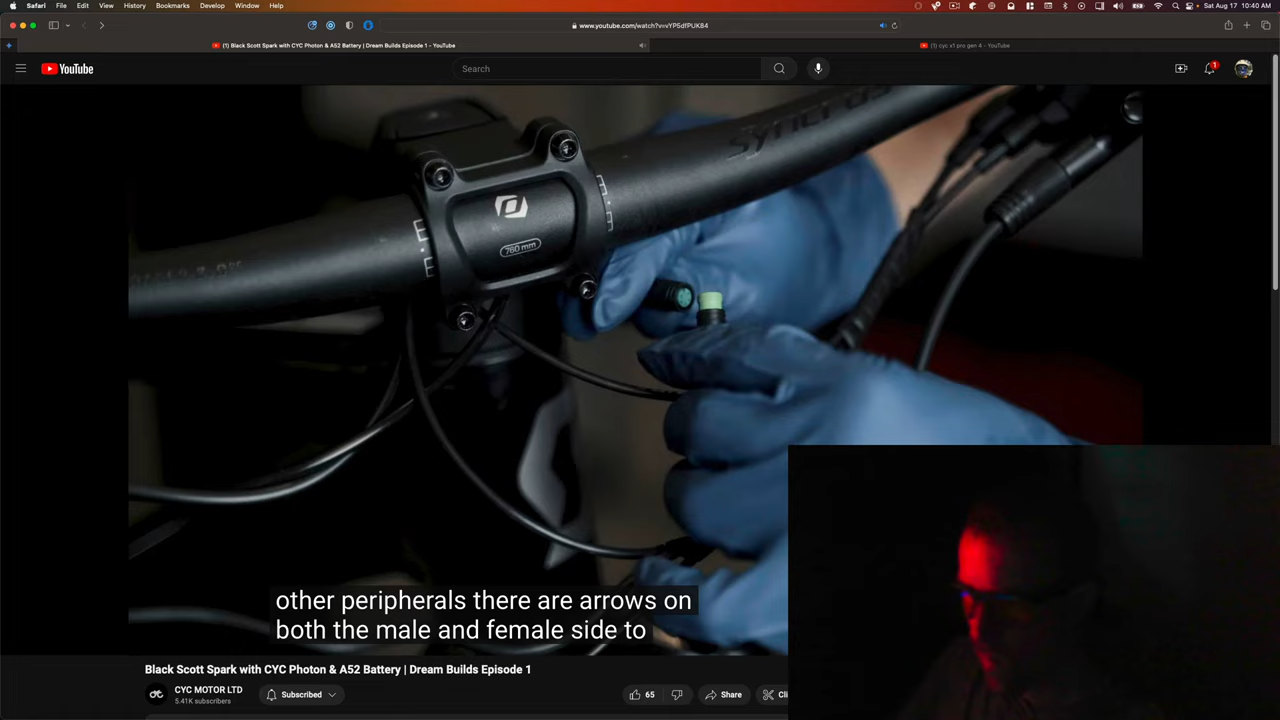 Safari File Edit View History Bookmarks Develop Window Help
Sat Aug 17 10:40 AM
www.youtube.com/watch?v=vYP5dfPUK84
(1) Black Scott Spark with CYC Photon & A52 Battery | Dream Builds Episode 1 - YouTube
(1) cyc x1 pro gen 4 - YouTube
YouTube
Search
1
SYNCROS
760 mm
other peripherals there are arrows on
both the male and female side to
Black Scott Spark with CYC Photon & A52 Battery | Dream Builds Episode 1
CYC MOTOR LTD
5.41K subscribers
Subscribed
65
Share
Cli